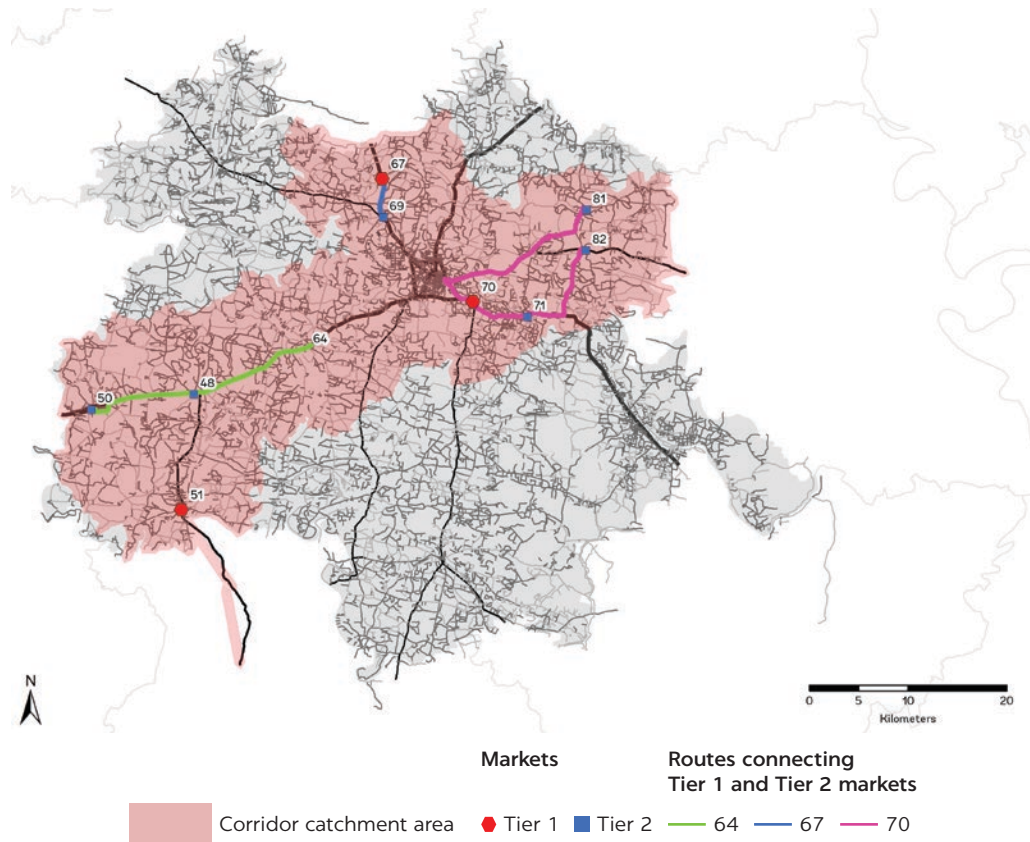 67
69
81
82
70
71
64
48
50
51
N
0 5 10 20
Kilometers
Markets
Routes connecting
Tier 1 and Tier 2 markets
Corridor catchment area Tier 1 Tier 2 64 67 70